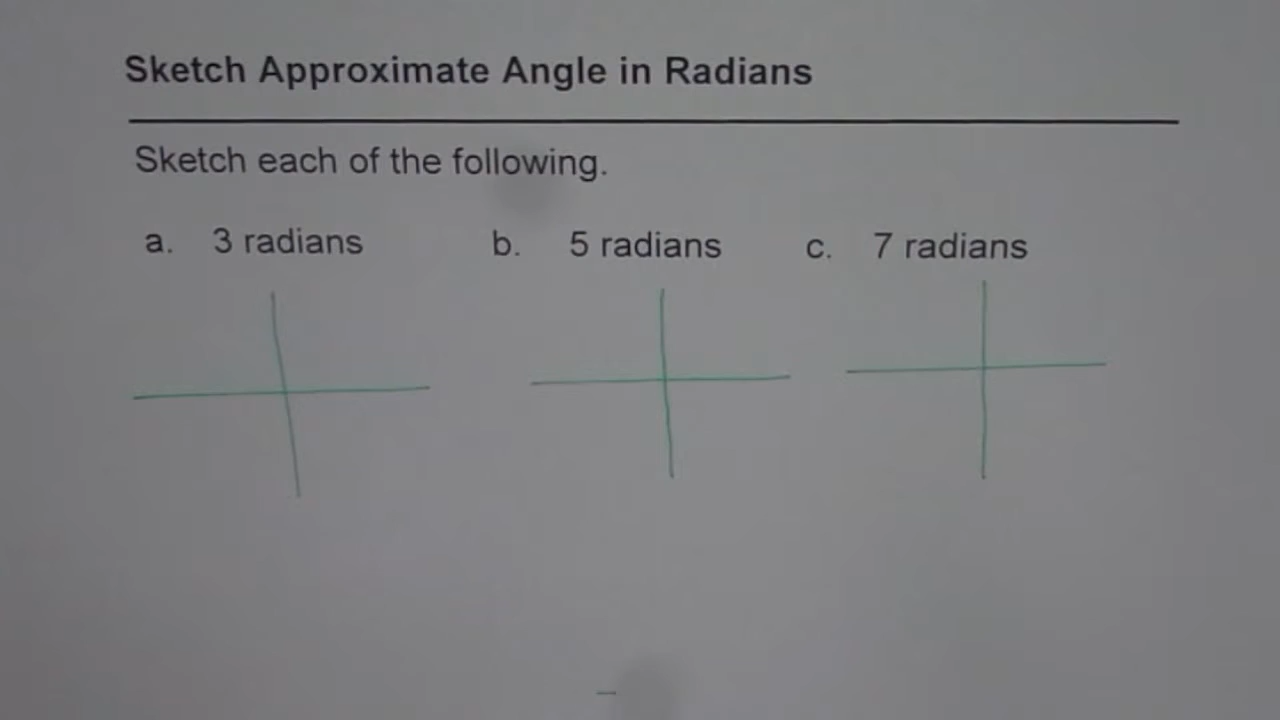 Sketch Approximate Angle in Radians
Sketch each of the following.
a. 3 radians b. 5 radians c. 7 radians